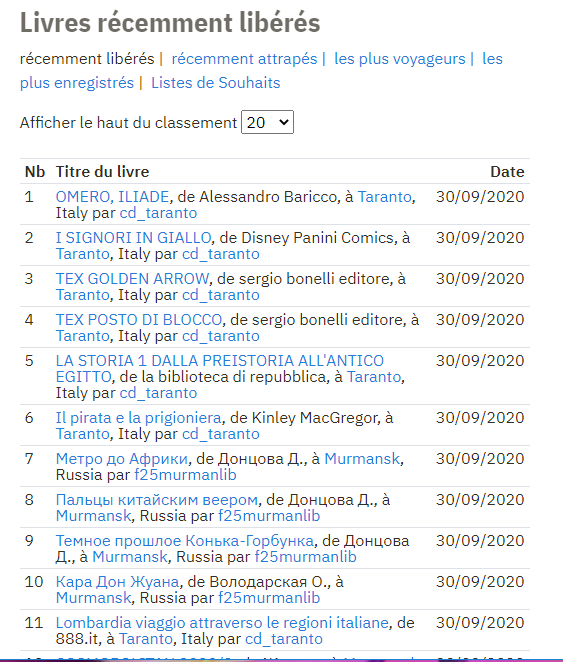 Livres récemment libérés
récemment libérés | récemment attrapés | les plus voyageurs | les
plus enregistrés | Listes de Souhaits
Afficher le haut du classement 20
Nb Titre du livre Date
1 OMERO, ILIADE, de Alessandro Baricco, à Taranto, 30/09/2020
Italy par cd_taranto
2 I SIGNORI IN GIALLO, de Disney Panini Comics, à 30/09/2020
Taranto, Italy par cd_taranto
3 TEX GOLDEN ARROW, de sergio bonelli editore, à 30/09/2020
Taranto, Italy par cd_taranto
4 TEX POSTO DI BLOCCO, de sergio bonelli editore, à 30/09/2020
Taranto, Italy par cd_taranto
5 LA STORIA 1 DALLA PREISTORIA ALL'ANTICO 30/09/2020
EGITTO, de la biblioteca di repubblica, à Taranto,
Italy par cd_taranto
6 Il pirata e la prigioniera, de Kinley MacGregor, à 30/09/2020
Taranto, Italy par cd_taranto
7 Метро до Африки, de Донцова Д., à Murmansk, 30/09/2020
Russia par f25murmanlib
8 Пальцы китайским веером, de Донцова Д., à 30/09/2020
Murmansk, Russia par f25murmanlib
9 Темное прошлое Конька-Горбунка, de Донцова 30/09/2020
Д., à Murmansk, Russia par f25murmanlib
10 Кара Дон Жуана, de Володарская О., à 30/09/2020
Murmansk, Russia par f25murmanlib
11 Lombardia viaggio attraverso le regioni italiane, de 30/09/2020
888.it, à Taranto, Italy par cd_taranto